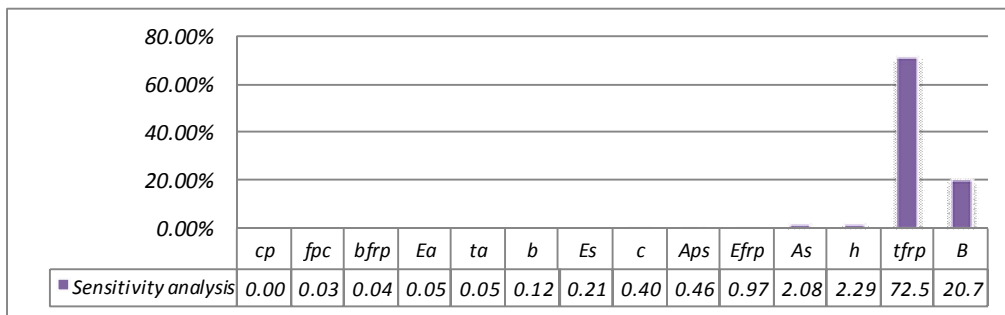 80.00%
60.00%
40.00%
20.00%
0.00%
cp fpc bfrp Ea ta b Es c Aps Efrp As h tfrp B
Sensitivity analysis 0.00 0.03 0.04 0.05 0.05 0.12 0.21 0.40 0.46 0.97 2.08 2.29 72.5 20.7